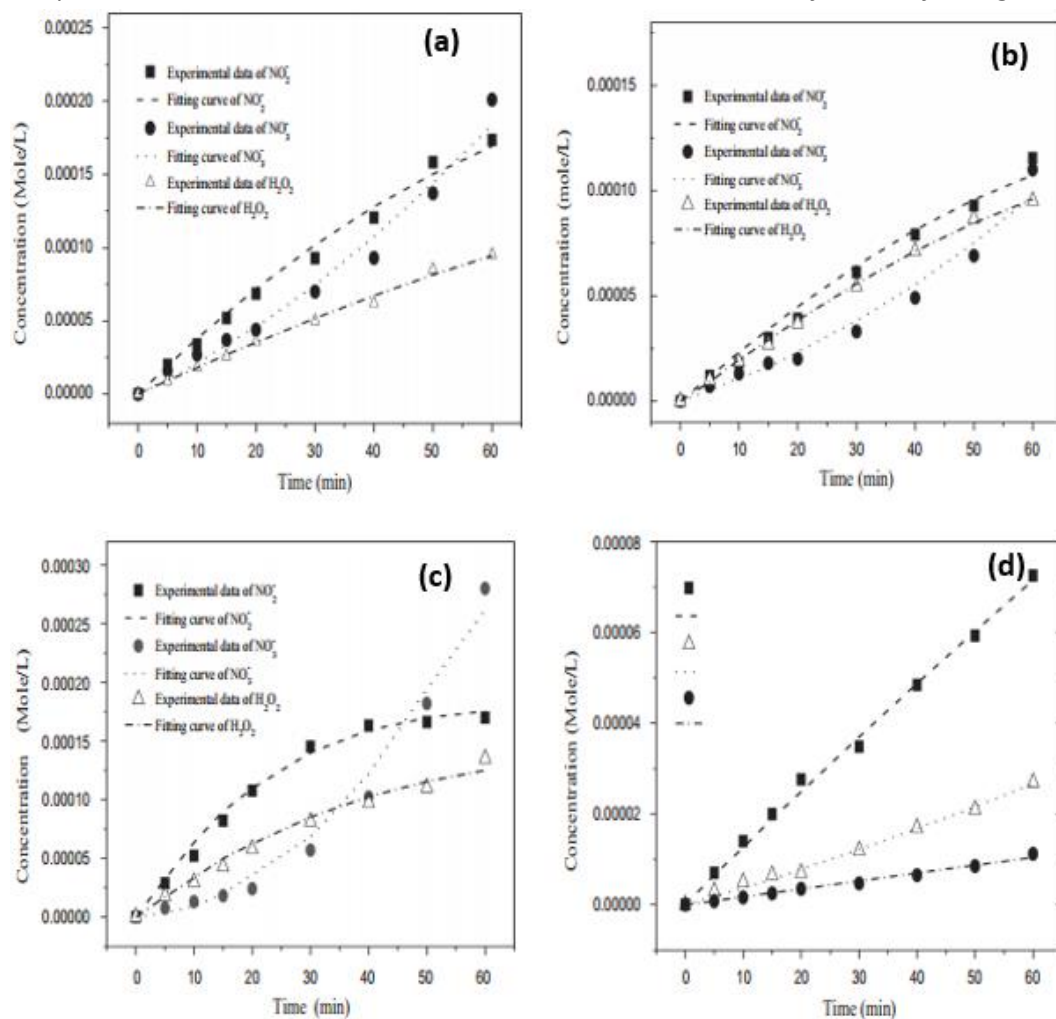 (a)
0.00025
0.00020
0.00015
0.00010
0.00005
0.00000
Concentration (Mole/L)
Experimental data of NO₂⁻
Fitting curve of NO₂⁻
Experimental data of NO₃⁻
Fitting curve of NO₃⁻
Experimental data of H₂O₂
Fitting curve of H₂O₂
0 10 20 30 40 50 60
Time (min)
(b)
0.00015
0.00010
0.00005
0.00000
Concentration (mole/L)
Experimental data of NO₂⁻
Fitting curve of NO₂⁻
Experimental data of NO₃⁻
Fitting curve of NO₃⁻
Experimental data of H₂O₂
Fitting curve of H₂O₂
0 10 20 30 40 50 60
Time (min)
(c)
0.00030
0.00025
0.00020
0.00015
0.00010
0.00005
0.00000
Concentration (Mole/L)
Experimental data of NO₂⁻
Fitting curve of NO₂⁻
Experimental data of NO₃⁻
Fitting curve of NO₃⁻
Experimental data of H₂O₂
Fitting curve of H₂O₂
0 10 20 30 40 50 60
Time (min)
(d)
0.00008
0.00006
0.00004
0.00002
0.00000
Concentration (Mole/L)
0 10 20 30 40 50 60
Time (min)